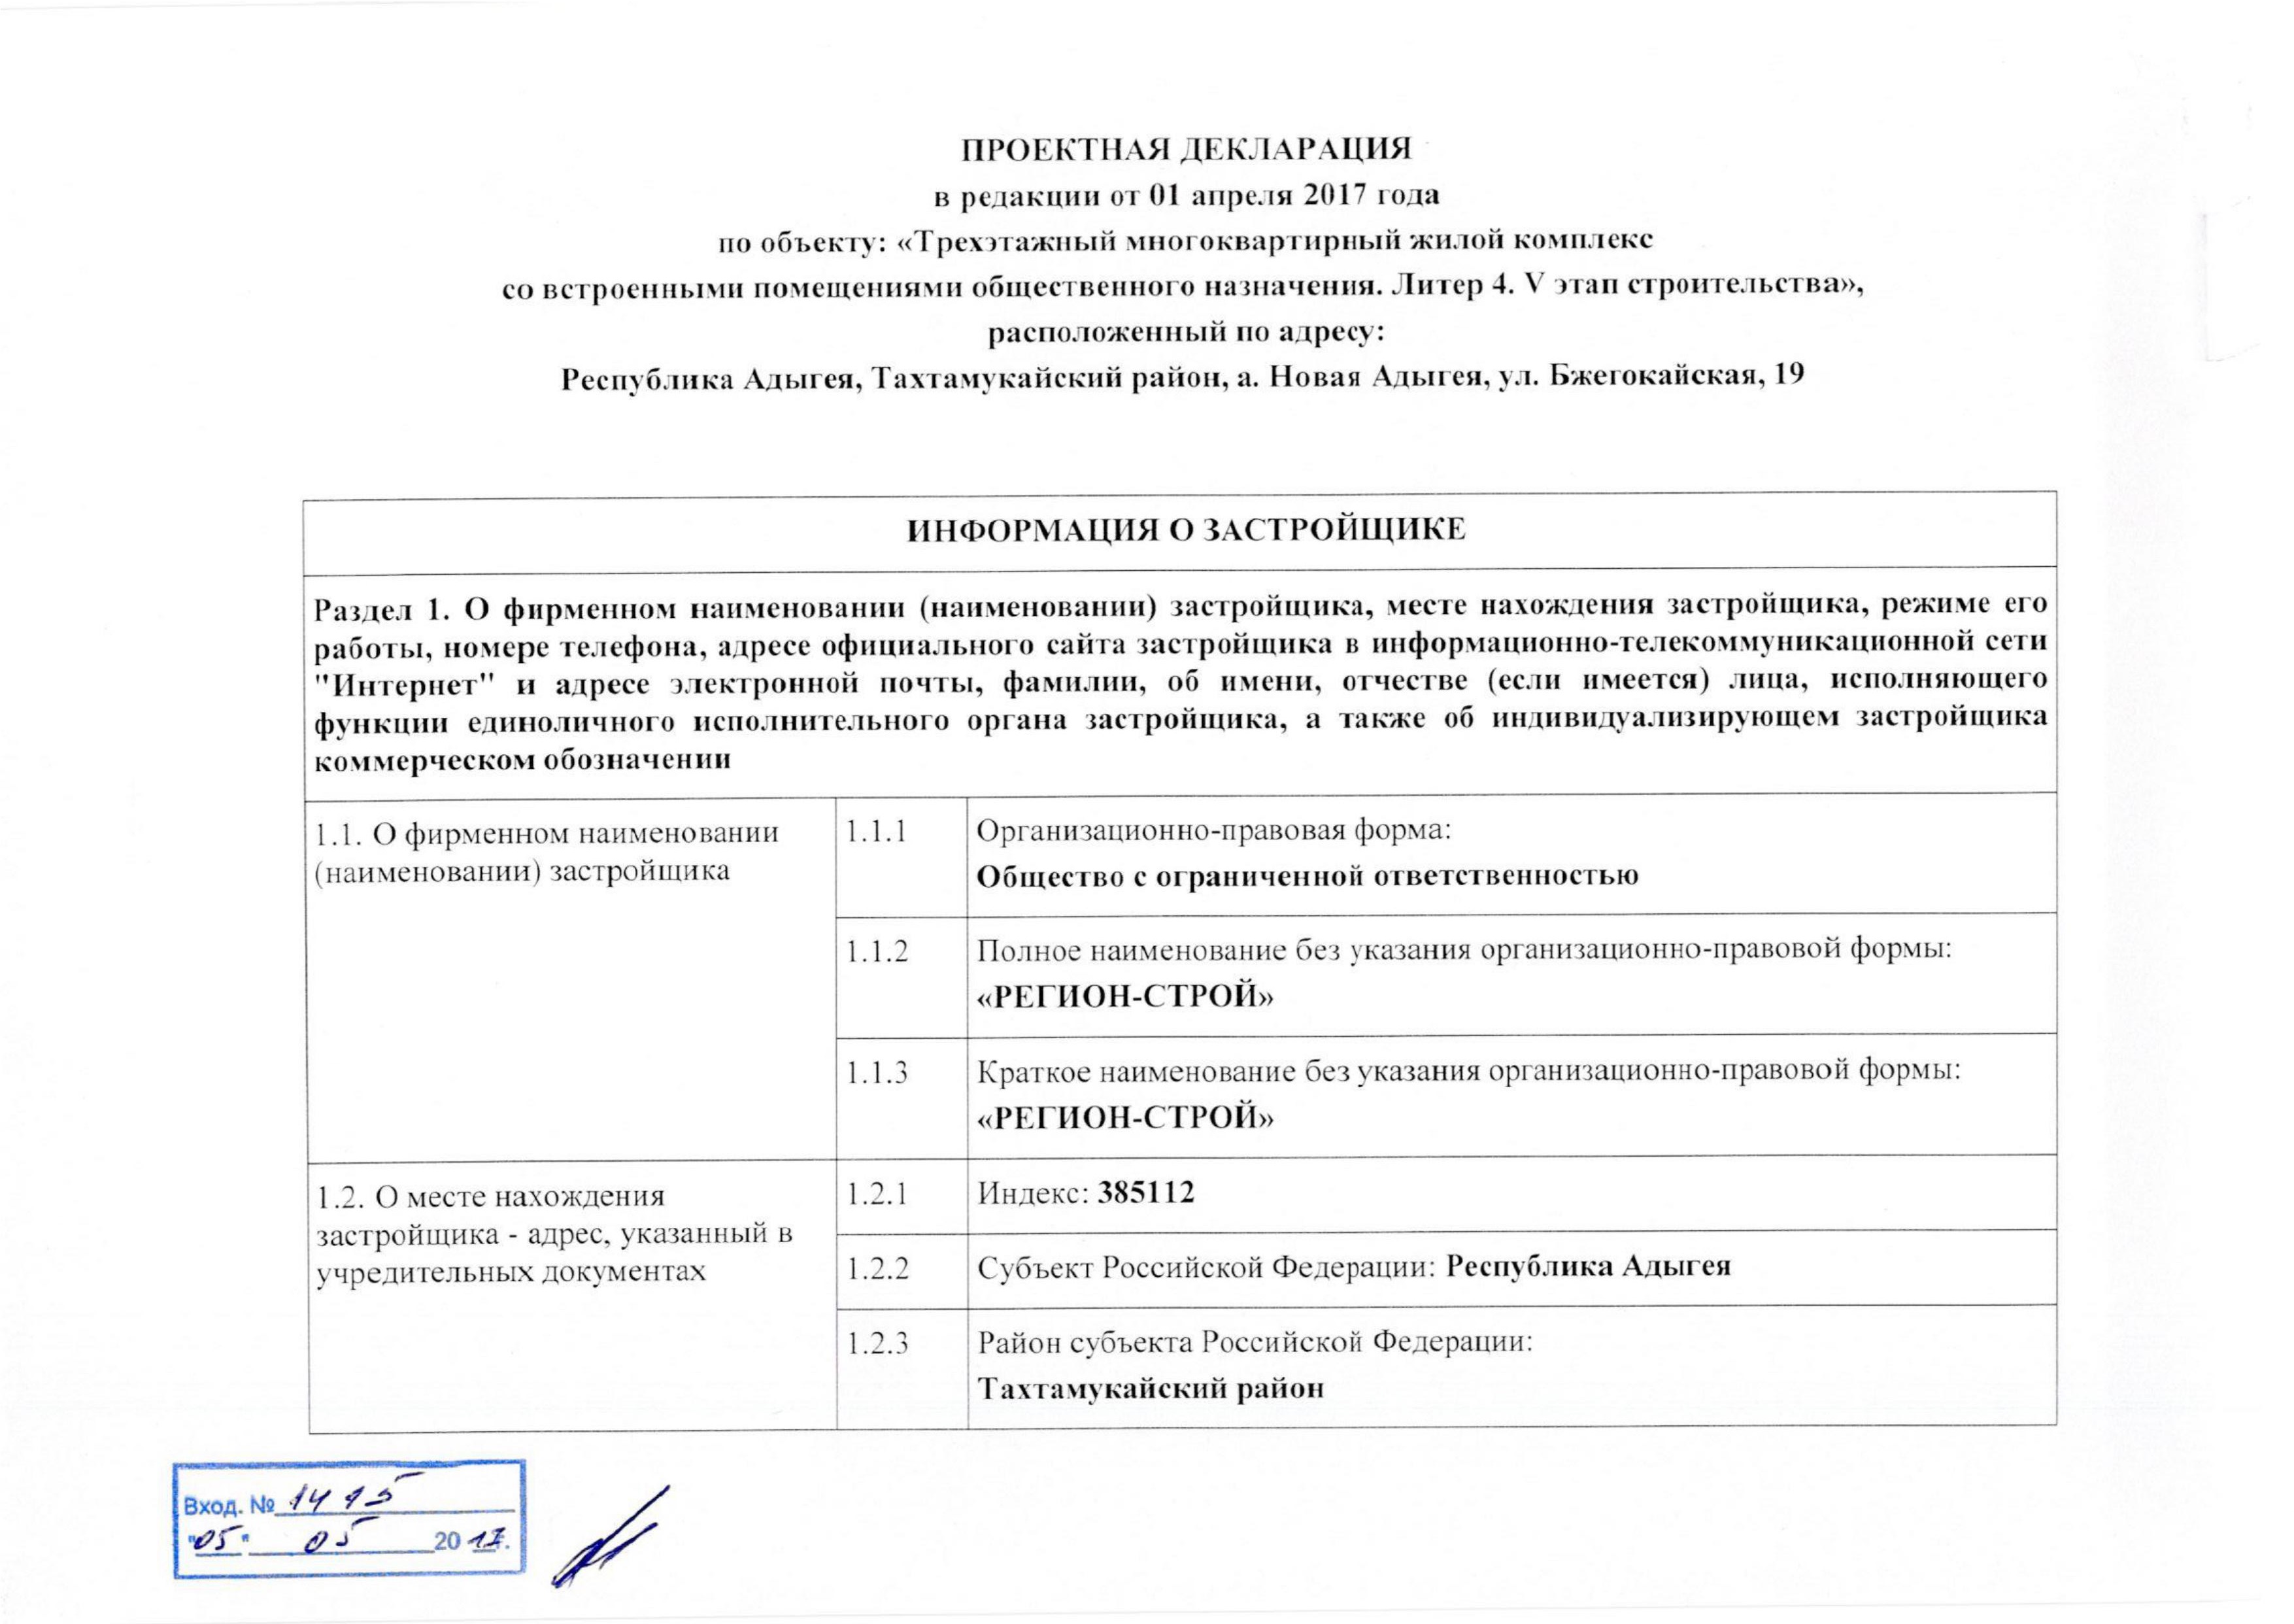 ПРОЕКТНАЯ ДЕКЛАРАЦИЯ
в редакции от 01 апреля 2017 года
по объекту: «Трехэтажный многоквартирный жилой комплекс
со встроенными помещениями общественного назначения. Литер 4. V этап строительства»,
расположенный по адресу:
Республика Адыгея, Тахтамукайский район, а. Новая Адыгея, ул. Бжегокайская, 19
ИНФОРМАЦИЯ О ЗАСТРОЙЩИКЕ
Раздел 1. О фирменном наименовании (наименовании) застройщика, месте нахождения застройщика, режиме его
работы, номере телефона, адресе официального сайта застройщика в информационно-телекоммуникационной сети
"Интернет" и адресе электронной почты, фамилии, об имени, отчестве (если имеется) лица, исполняющего
функции единоличного исполнительного органа застройщика, а также об индивидуализирующем застройщика
коммерческом обозначении
1.1. О фирменном наименовании
(наименовании) застройщика
1.1.1
Организационно-правовая форма:
Общество с ограниченной ответственностью
1.1.2
Полное наименование без указания организационно-правовой формы:
«РЕГИОН-СТРОЙ»
1.1.3
Краткое наименование без указания организационно-правовой формы:
«РЕГИОН-СТРОЙ»
1.2. О месте нахождения
застройщика - адрес, указанный в
учредительных документах
1.2.1
Индекс: 385112
1.2.2
Субъект Российской Федерации: Республика Адыгея
1.2.3
Район субъекта Российской Федерации:
Тахтамукайский район
Вход. №
"05" 05 2017г.